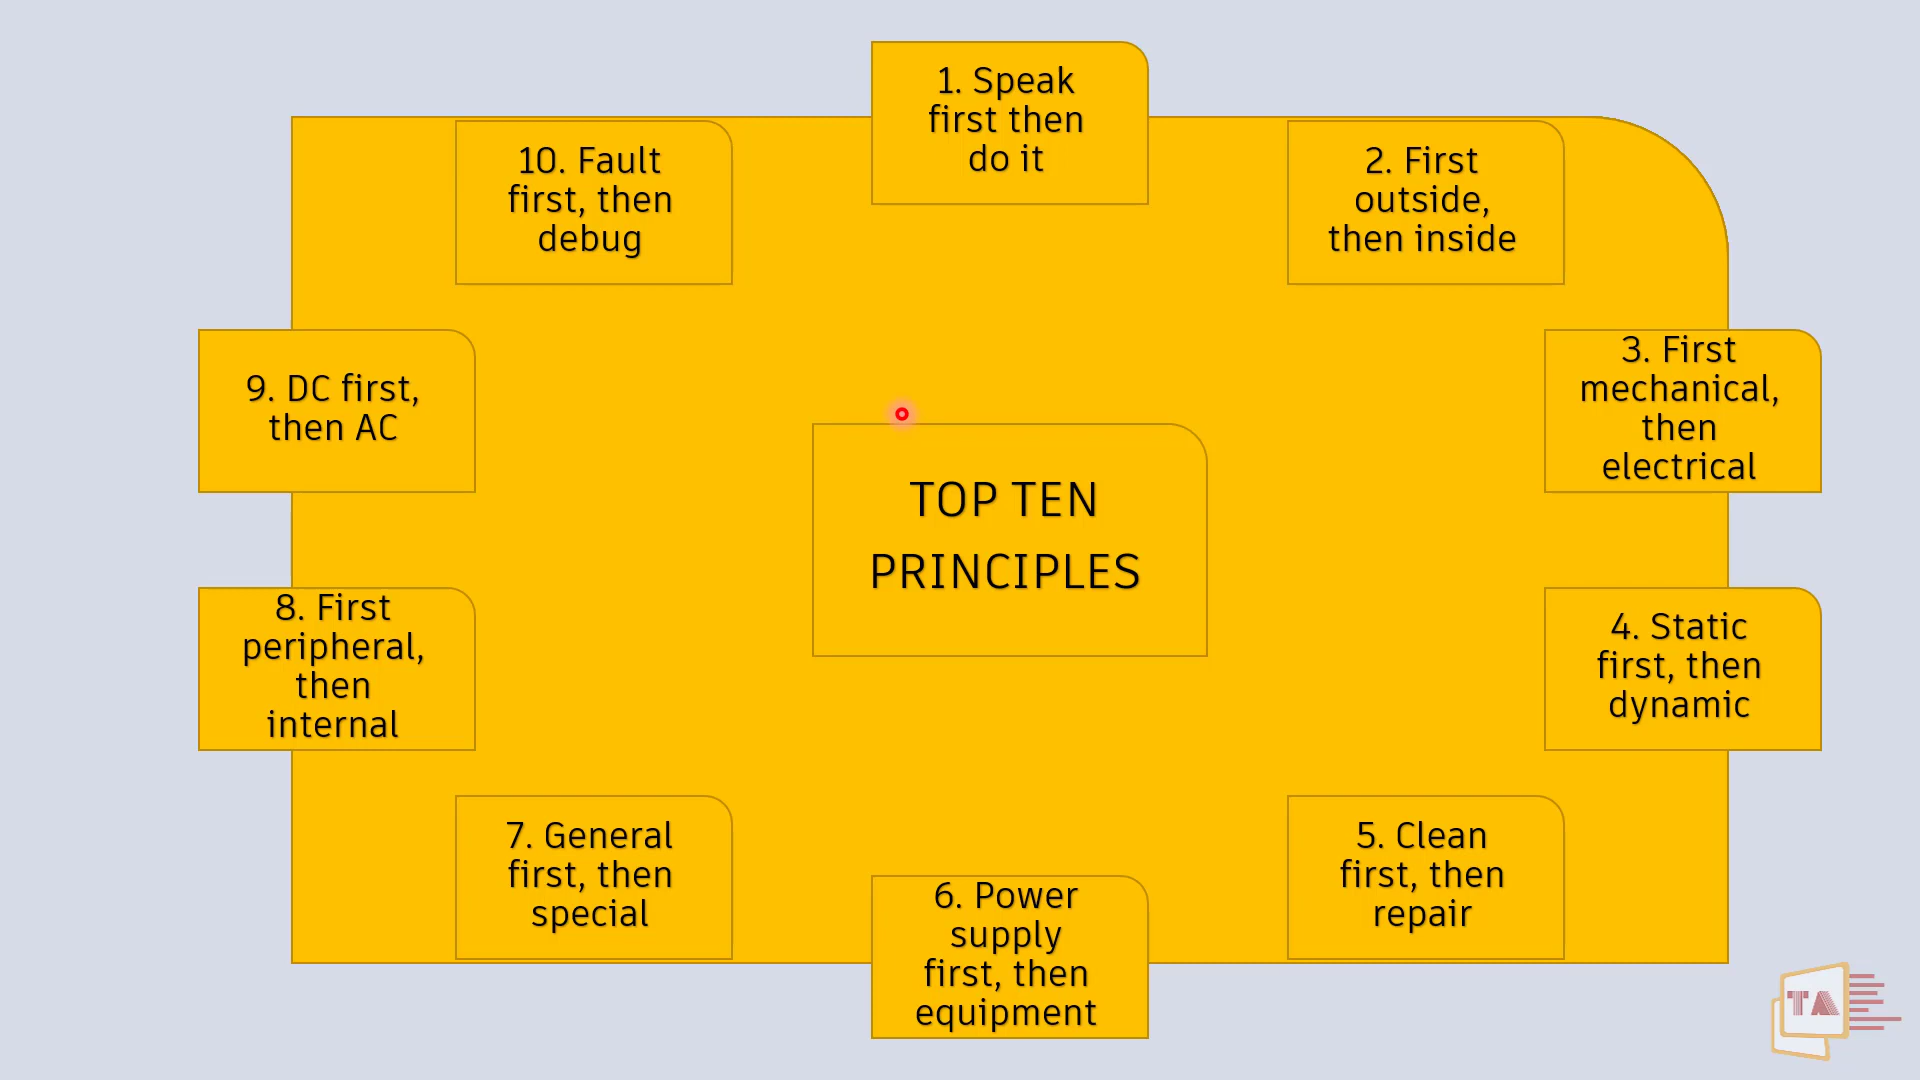 1. Speak
first then
do it
2. First
outside,
then inside
3. First
mechanical,
then
electrical
4. Static
first, then
dynamic
5. Clean
first, then
repair
6. Power
supply
first, then
equipment
7. General
first, then
special
8. First
peripheral,
then
internal
9. DC first,
then AC
10. Fault
first, then
debug
TOP TEN
PRINCIPLES
TA